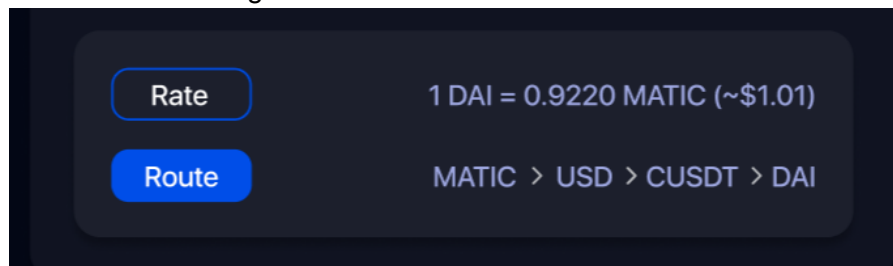 Rate 1 DAI = 0.9220 MATIC (~$1.01)
Route MATIC > USD > CUSDT > DAI